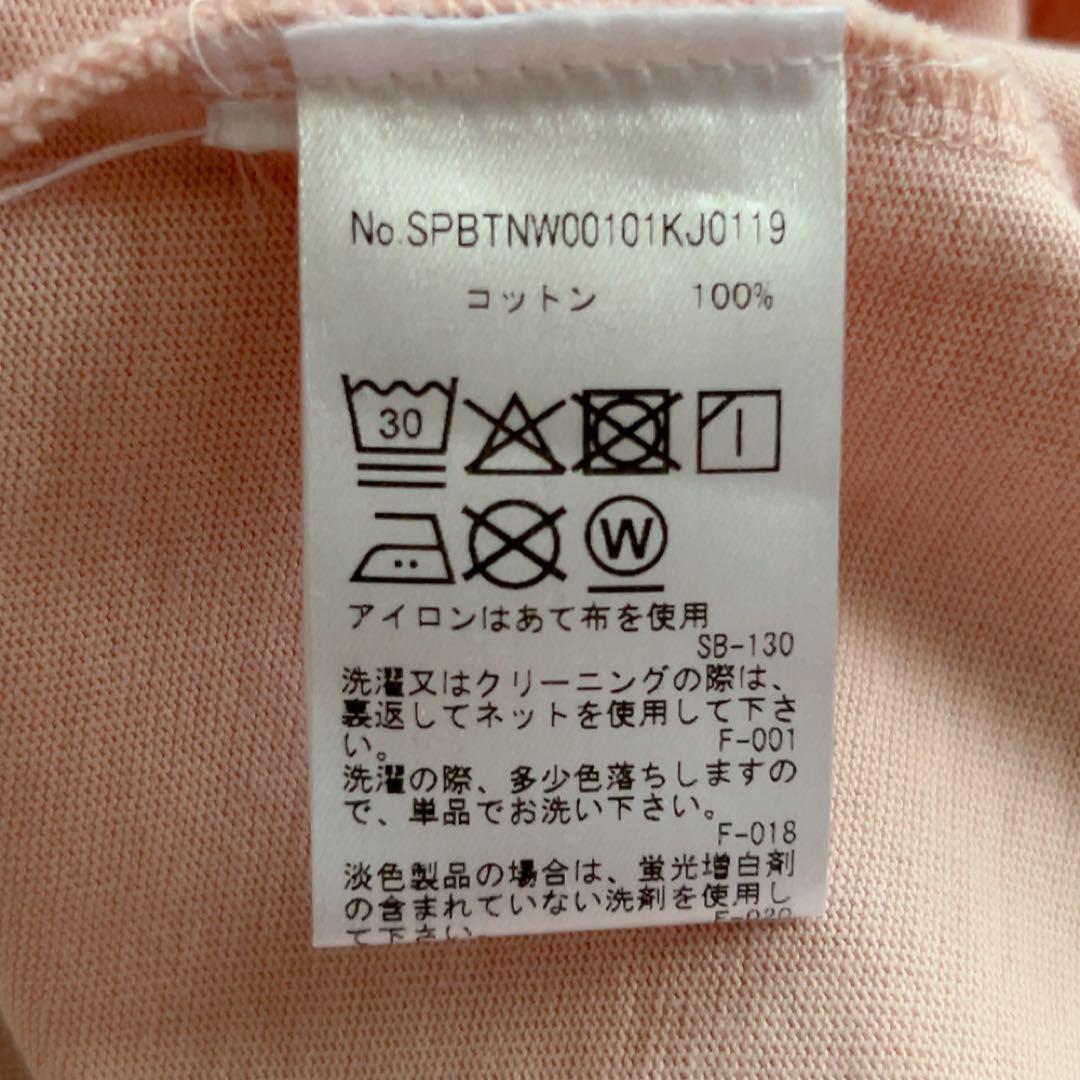 No.SPBTNW00101KJ0119
コットン 100%
30
W
アイロンはあて布を使用
SB-130
洗濯又はクリーニングの際は、
裏返してネットを使用して下さ
い。 F-001
洗濯の際、多少色落ちしますの
で、単品でお洗い下さい。
F-018
淡色製品の場合は、蛍光増白剤
の含まれていない洗剤を使用し
て下さい